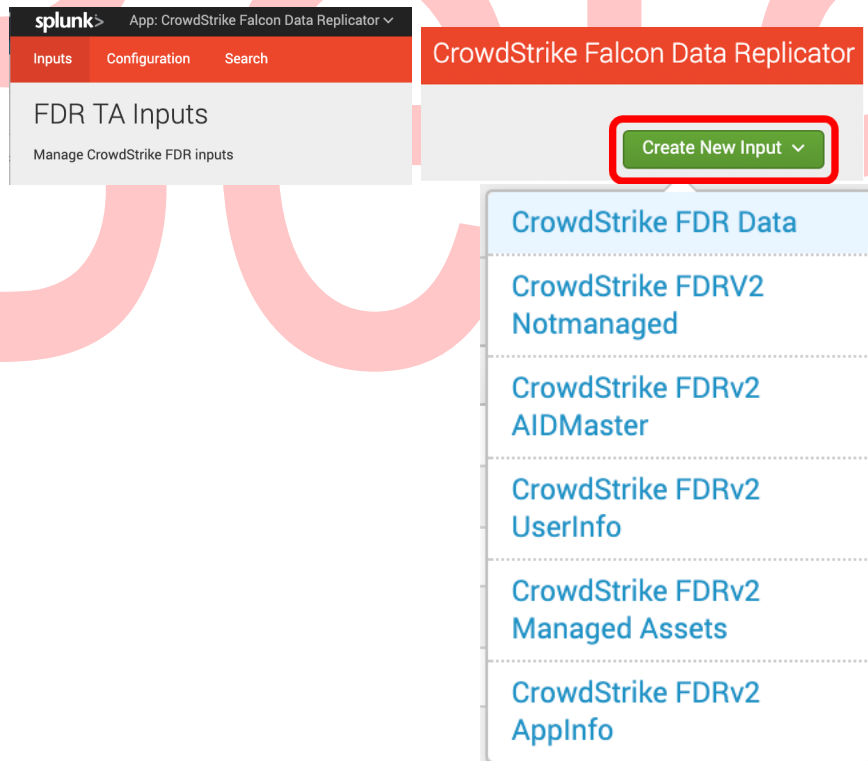 splunk> App: CrowdStrike Falcon Data Replicator
Inputs Configuration Search
FDR TA Inputs
Manage CrowdStrike FDR inputs
CrowdStrike Falcon Data Replicator
Create New Input
CrowdStrike FDR Data
CrowdStrike FDRV2
Notmanaged
CrowdStrike FDRv2
AIDMaster
CrowdStrike FDRv2
UserInfo
CrowdStrike FDRv2
Managed Assets
CrowdStrike FDRv2
AppInfo